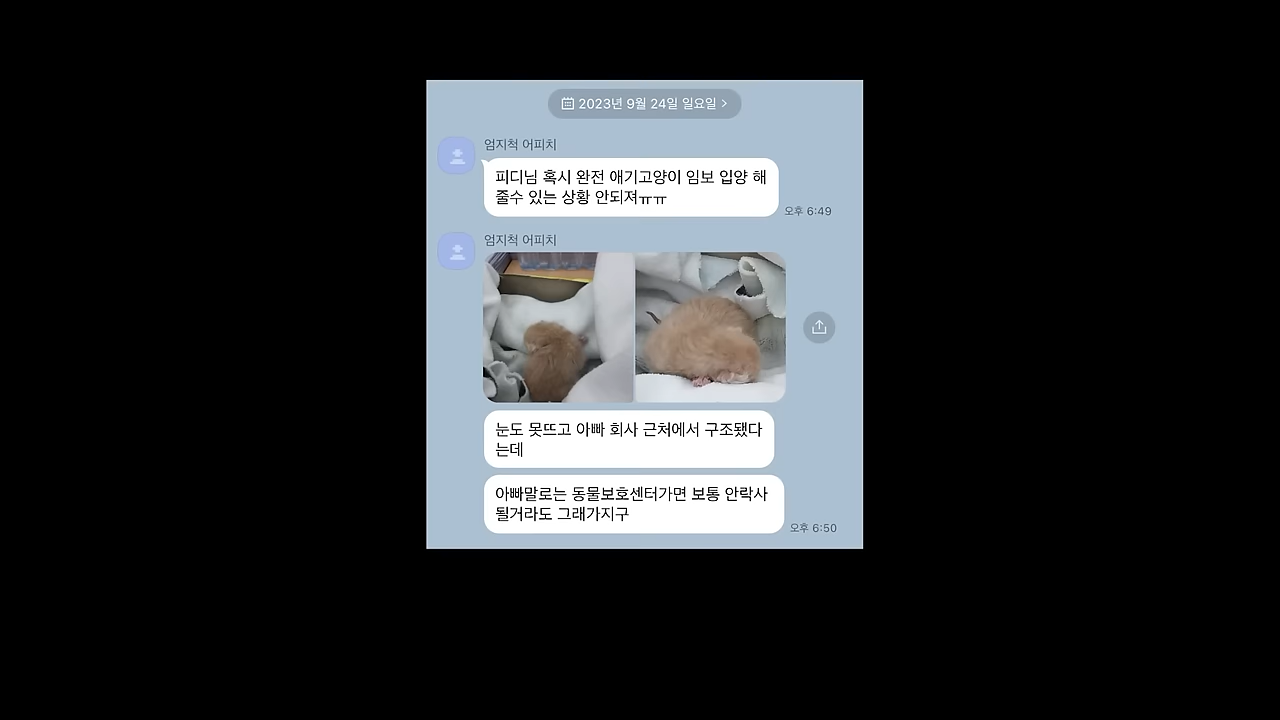 2023년 9월 24일 일요일 >
엄지척 어피치
피디님 혹시 완전 애기고양이 임보 입양 해
줄수 있는 상황 안되져ㅠㅠ
오후 6:49
엄지척 어피치
눈도 못뜨고 아빠 회사 근처에서 구조됐다
는데
아빠말로는 동물보호센터가면 보통 안락사
될거라도 그래가지구
오후 6:50